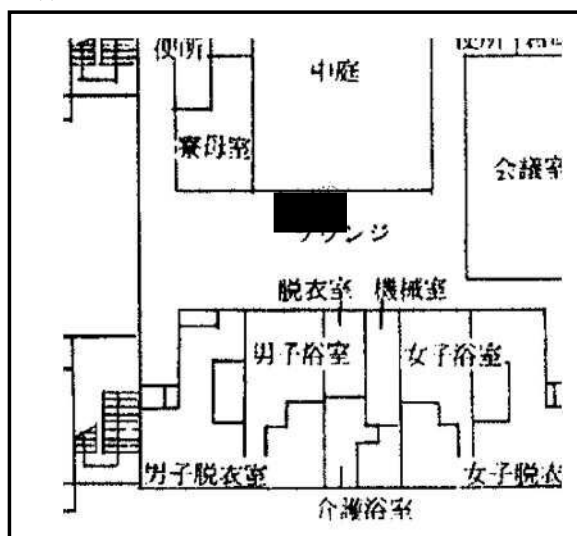 便所
中庭
便所
寮母室
会議室
ラウンジ
脱衣室 機械室
男子浴室 女子浴室
男子脱衣室 女子脱衣
介護浴室